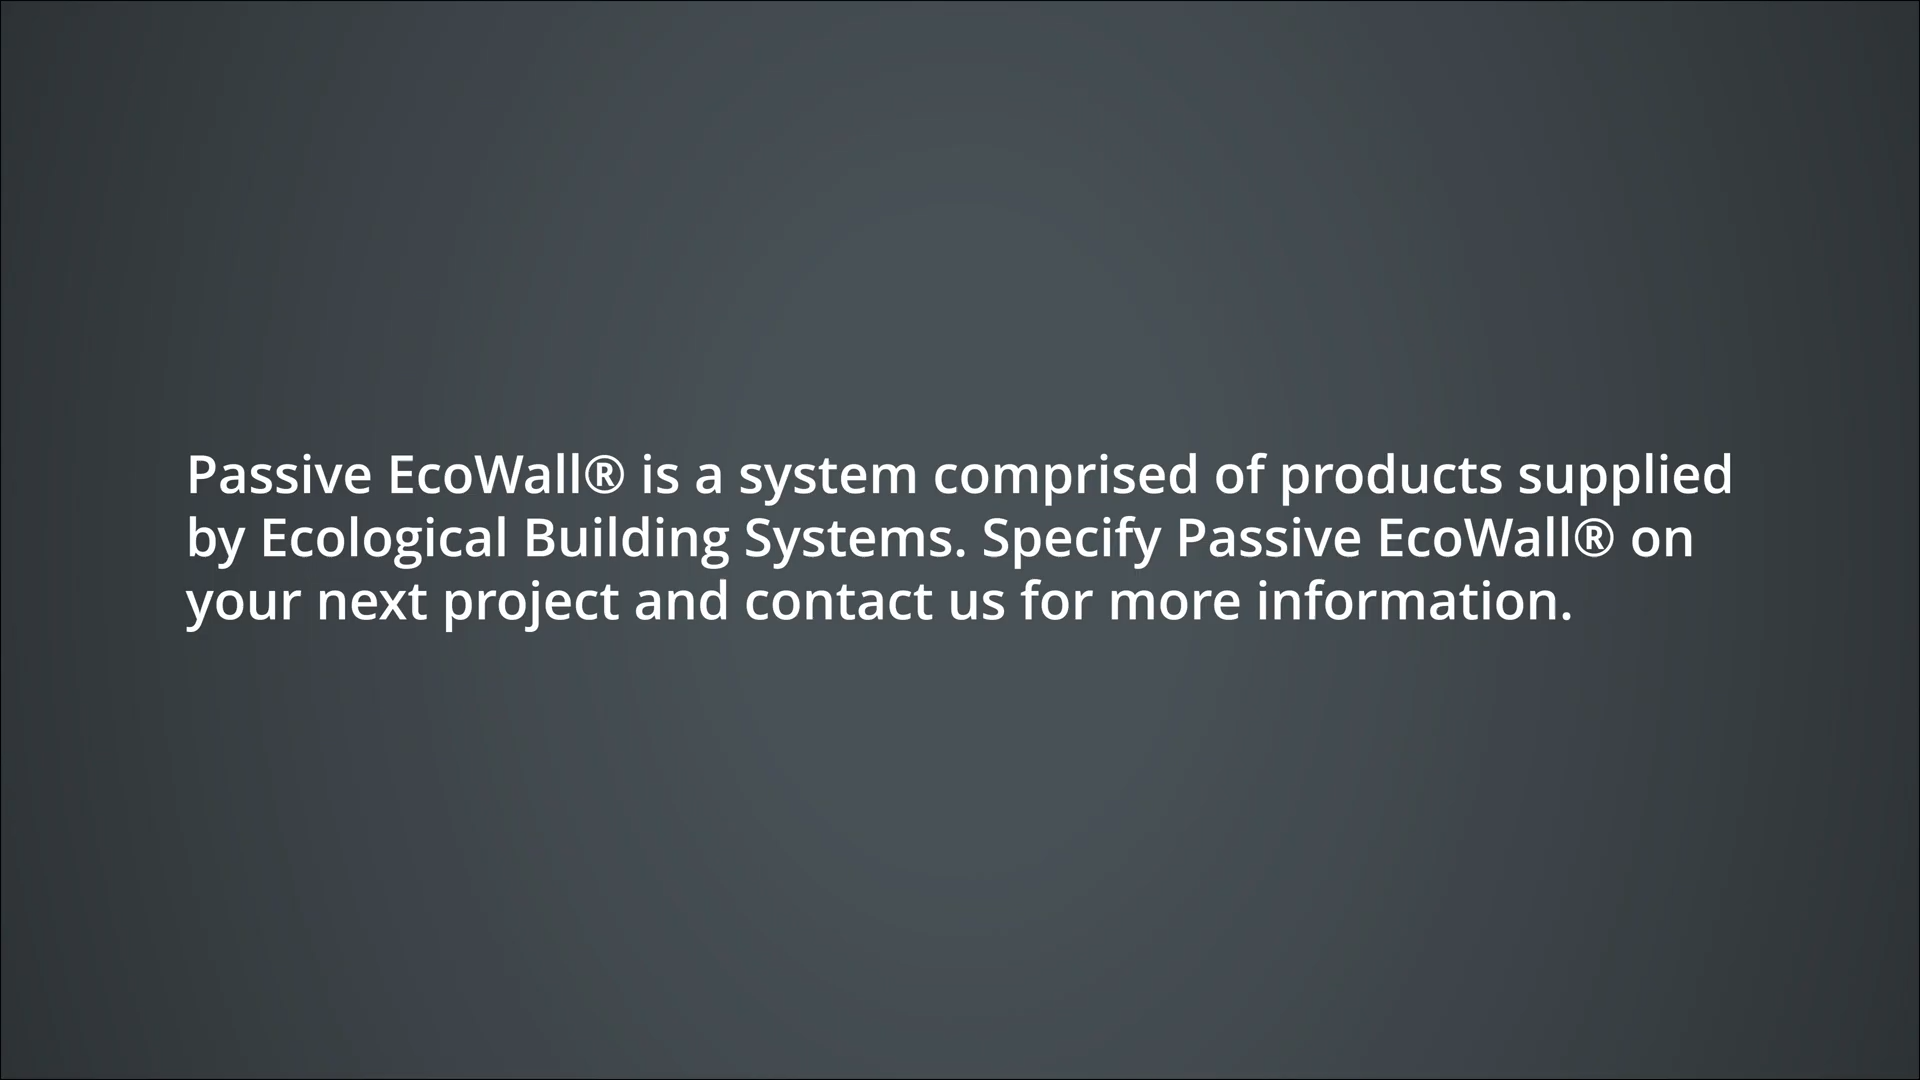 Passive EcoWall® is a system comprised of products supplied
by Ecological Building Systems. Specify Passive EcoWall® on
your next project and contact us for more information.